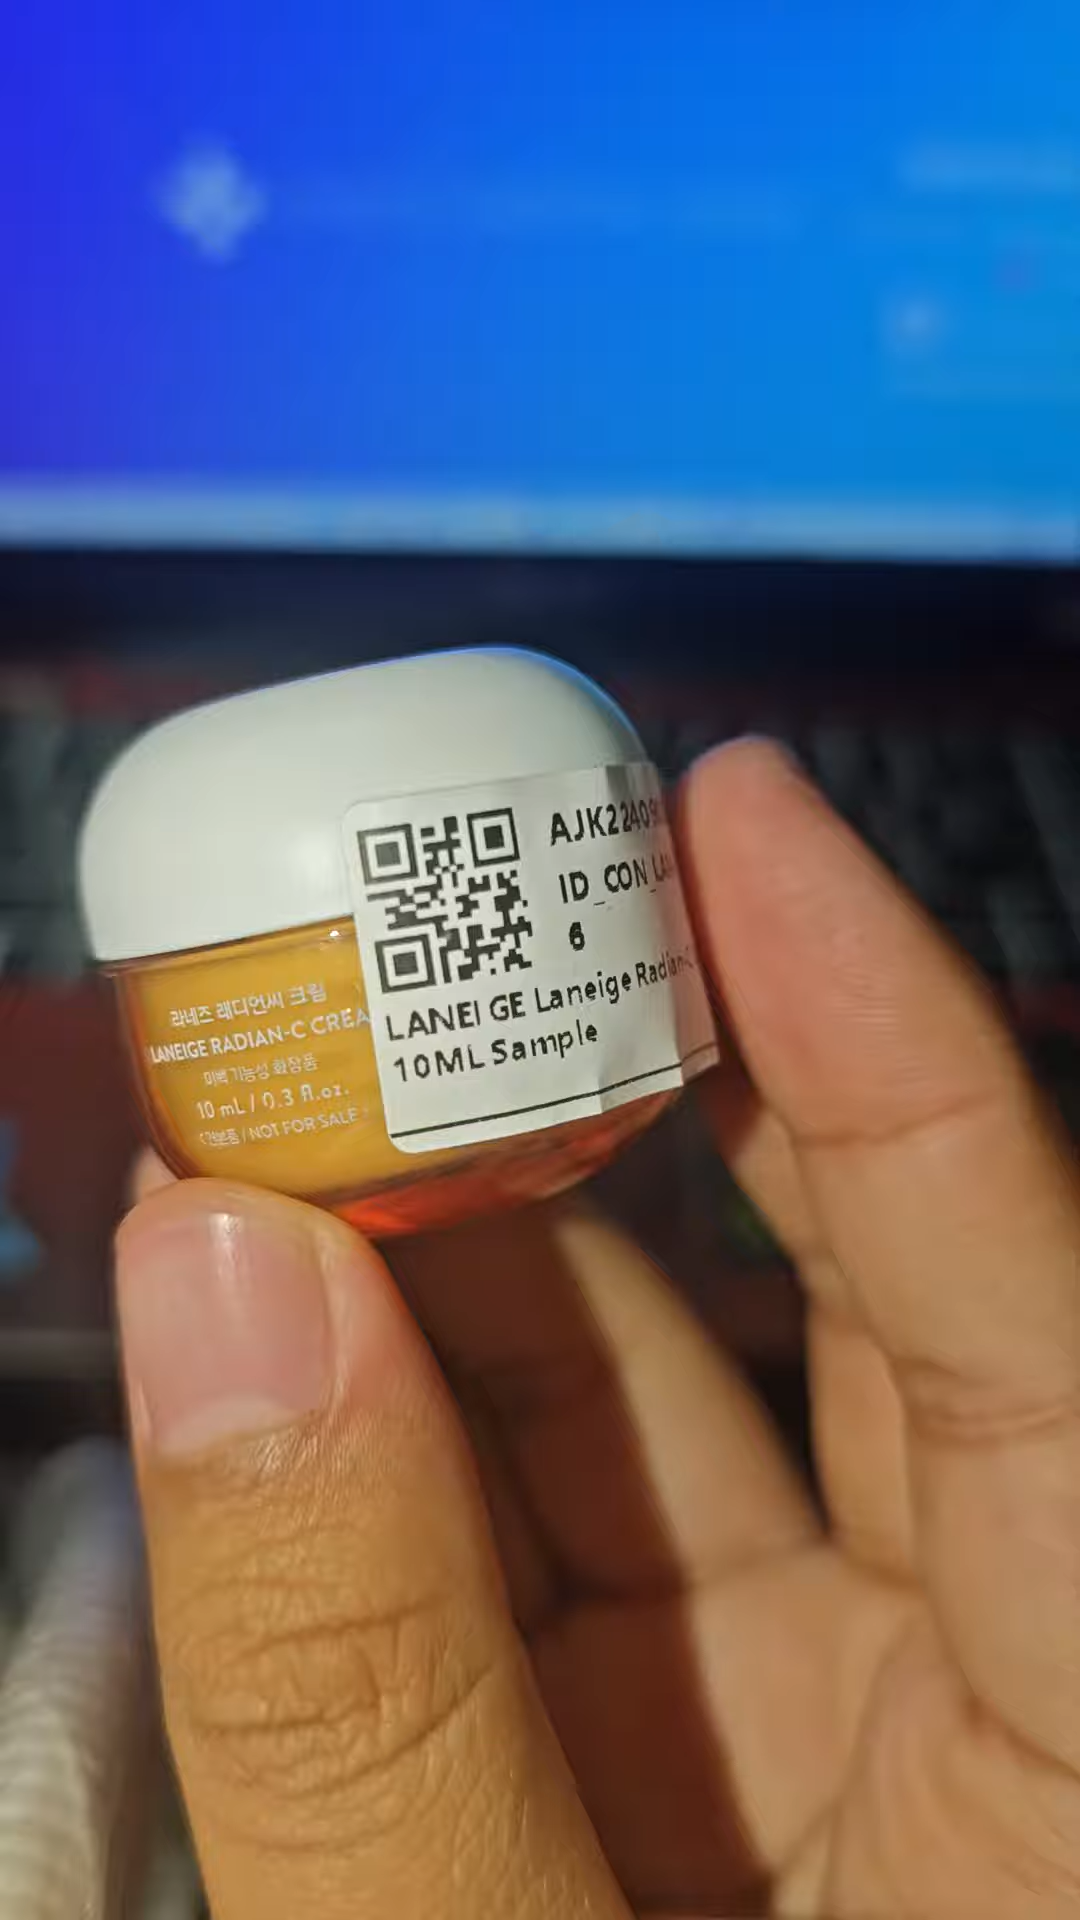 라네즈 래디언씨 크림
LANEIGE RADIAN-C CREA
미백 기능성 화장품
10 mL / 0.3 fl.oz.
NOT FOR SALE
AJK2240
ID_CON_LA
6
LANEI GE Laneige Radian-C
10ML Sample